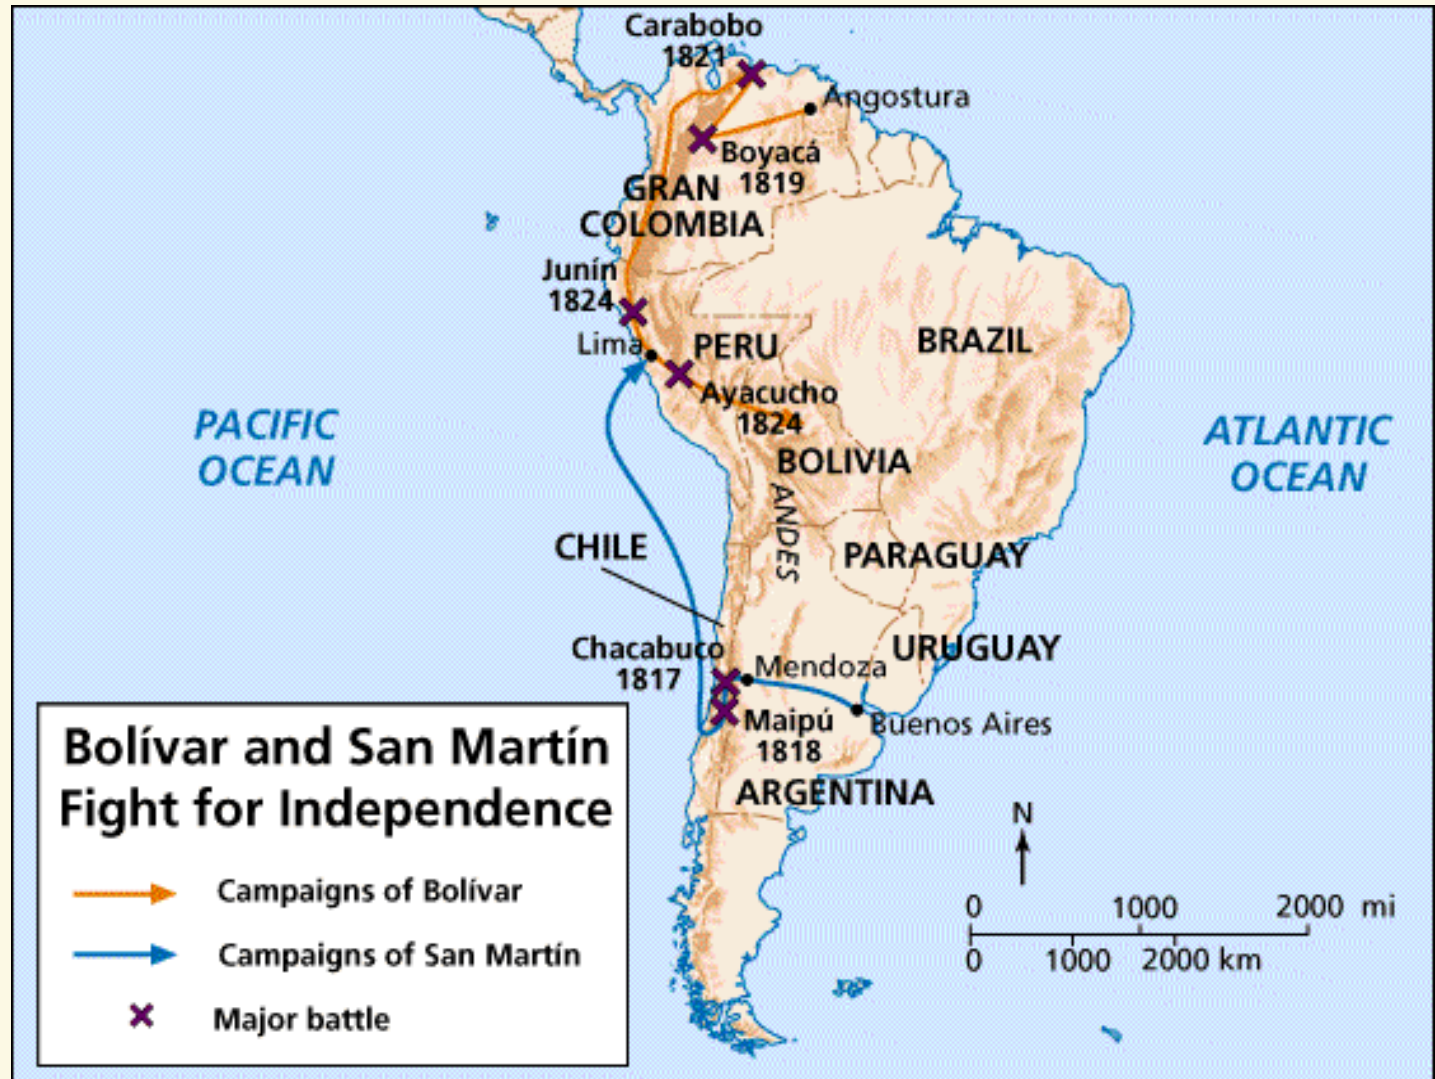 Carabobo
1821
Angostura
Boyacá
1819
GRAN
COLOMBIA
Junín
1824
Lima
PERU
BRAZIL
Ayacucho
1824
PACIFIC
OCEAN
ATLANTIC
OCEAN
BOLIVIA
ANDES
CHILE
PARAGUAY
Chacabuco
1817
Mendoza
URUGUAY
Maipú
1818
Buenos Aires
ARGENTINA
Bolívar and San Martín
Fight for Independence
Campaigns of Bolívar
Campaigns of San Martín
Major battle
N
0 1000 2000 mi
0 1000 2000 km